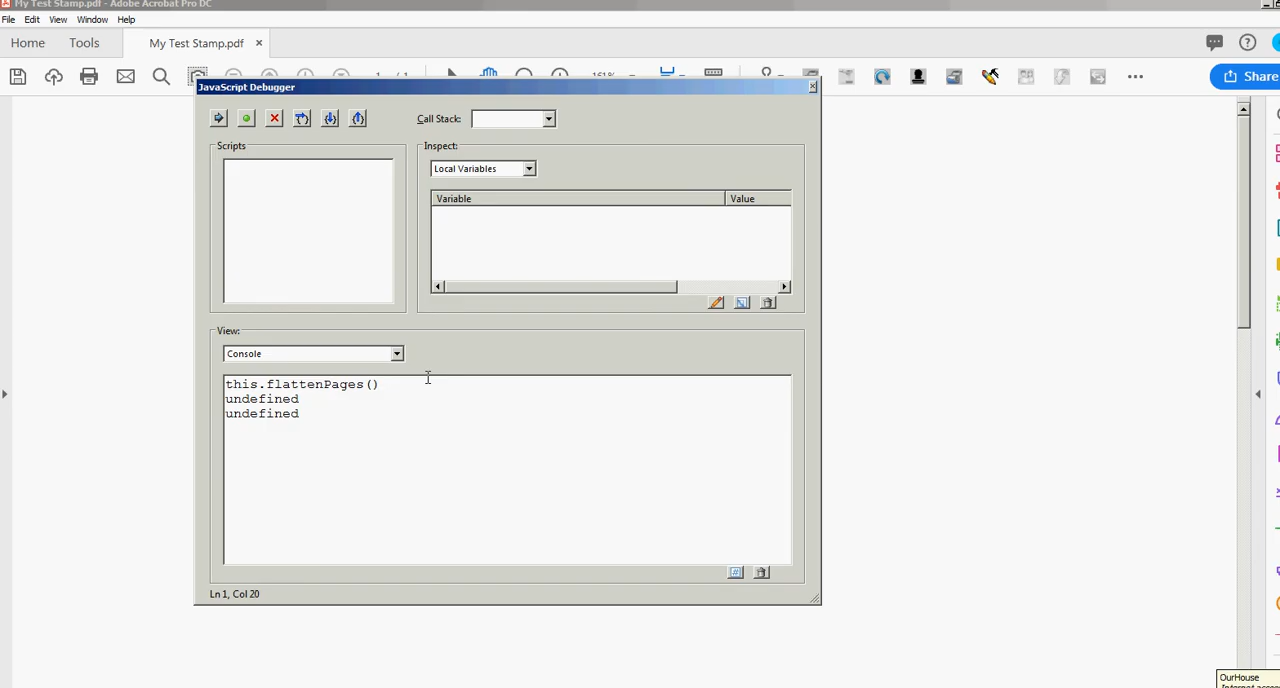 My Test Stamp.pdf - Adobe Acrobat Pro DC
File Edit View Window Help
Home Tools My Test Stamp.pdf ×
Share
JavaScript Debugger
Call Stack:
Scripts
Inspect:
Local Variables
Variable Value
View:
Console
this.flattenPages()
undefined
undefined
Ln 1, Col 20
OurHouse